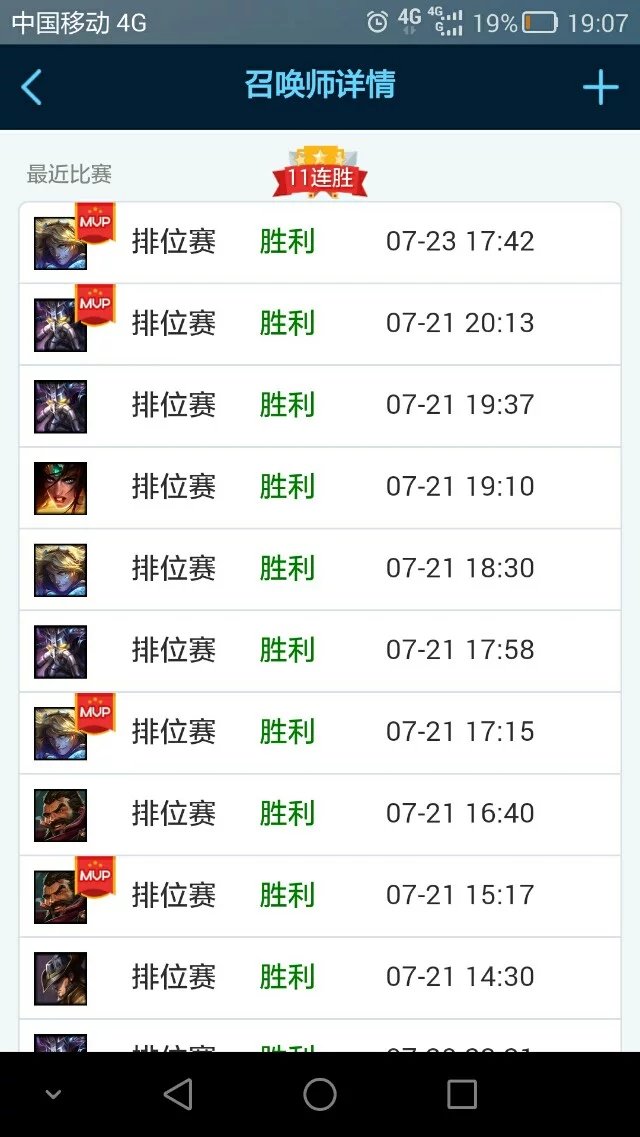 中国移动 4G 4G 4G G 19% 19:07
召唤师详情
最近比赛 11连胜
MVP 排位赛 胜利 07-23 17:42
MVP 排位赛 胜利 07-21 20:13
排位赛 胜利 07-21 19:37
排位赛 胜利 07-21 19:10
排位赛 胜利 07-21 18:30
排位赛 胜利 07-21 17:58
MVP 排位赛 胜利 07-21 17:15
排位赛 胜利 07-21 16:40
MVP 排位赛 胜利 07-21 15:17
排位赛 胜利 07-21 14:30
排位赛 胜利